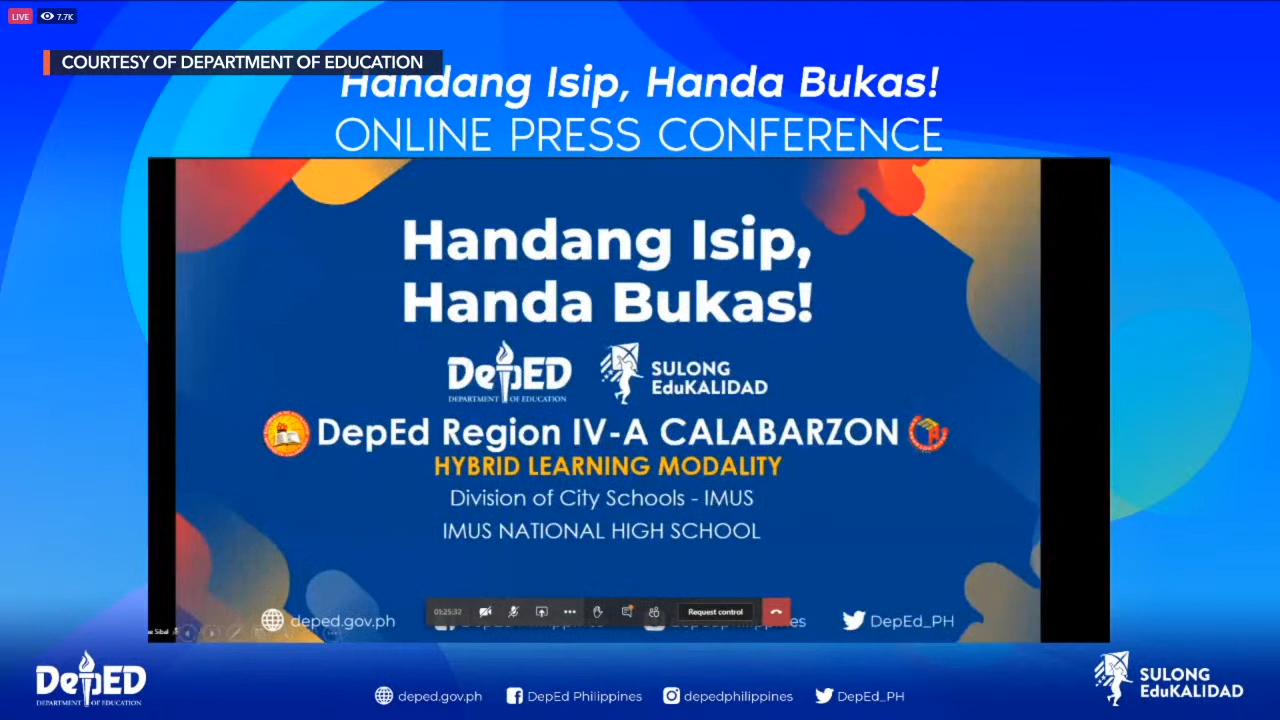 LIVE 7.7K
COURTESY OF DEPARTMENT OF EDUCATION
Handang Isip, Handa Bukas!
ONLINE PRESS CONFERENCE
Handang Isip,
Handa Bukas!
DepED
DEPARTMENT OF EDUCATION
SULONG
EduKALIDAD
DepEd Region IV-A CALABARZON
HYBRID LEARNING MODALITY
Division of City Schools - IMUS
IMUS NATIONAL HIGH SCHOOL
01:25:32 Request control
deped.gov.ph DepEd_PH
DepED
DEPARTMENT OF EDUCATION
deped.gov.ph DepEd Philippines depedphilippines DepEd_PH
SULONG
EduKALIDAD